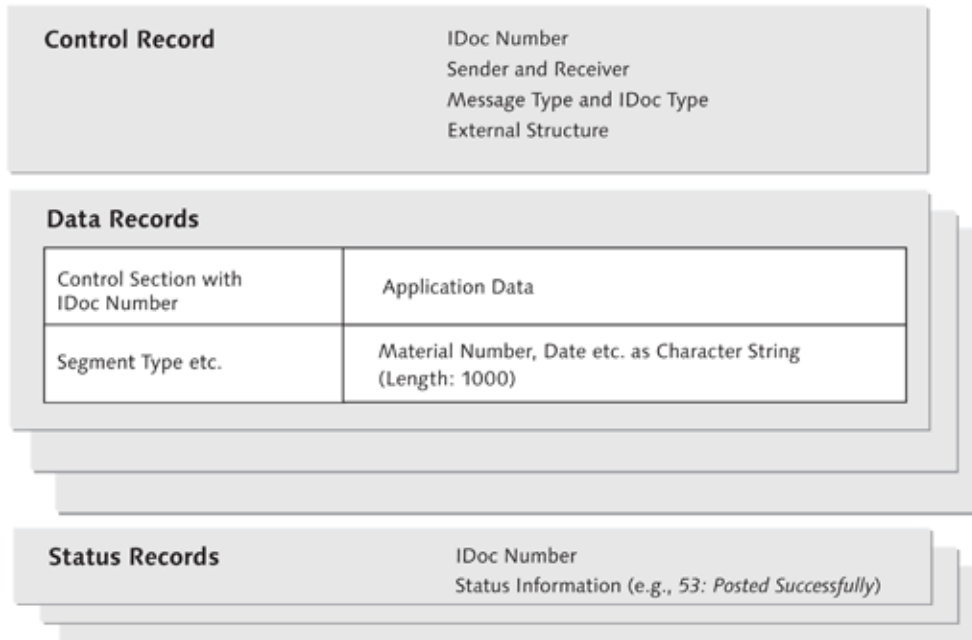 Control Record
IDoc Number
Sender and Receiver
Message Type and IDoc Type
External Structure
Data Records
Control Section with
IDoc Number
Application Data
Segment Type etc.
Material Number, Date etc. as Character String
(Length: 1000)
Status Records
IDoc Number
Status Information (e.g., 53: Posted Successfully)